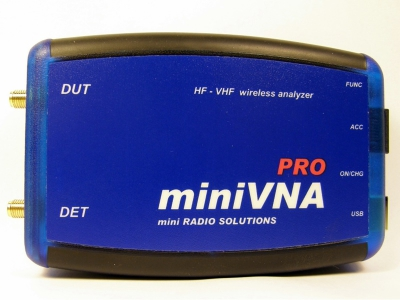 DUT
HF - VHF wireless analyzer
FUNC
ACC
PRO
ON/CHG
miniVNA
DET
mini RADIO SOLUTIONS
USB